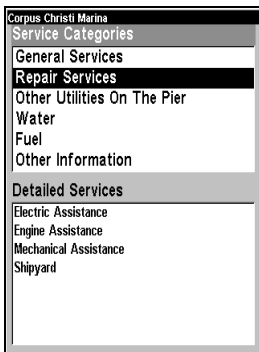 Corpus Christi Marina
Service Categories
General Services
Repair Services
Other Utilities On The Pier
Water
Fuel
Other Information
Detailed Services
Electric Assistance
Engine Assistance
Mechanical Assistance
Shipyard